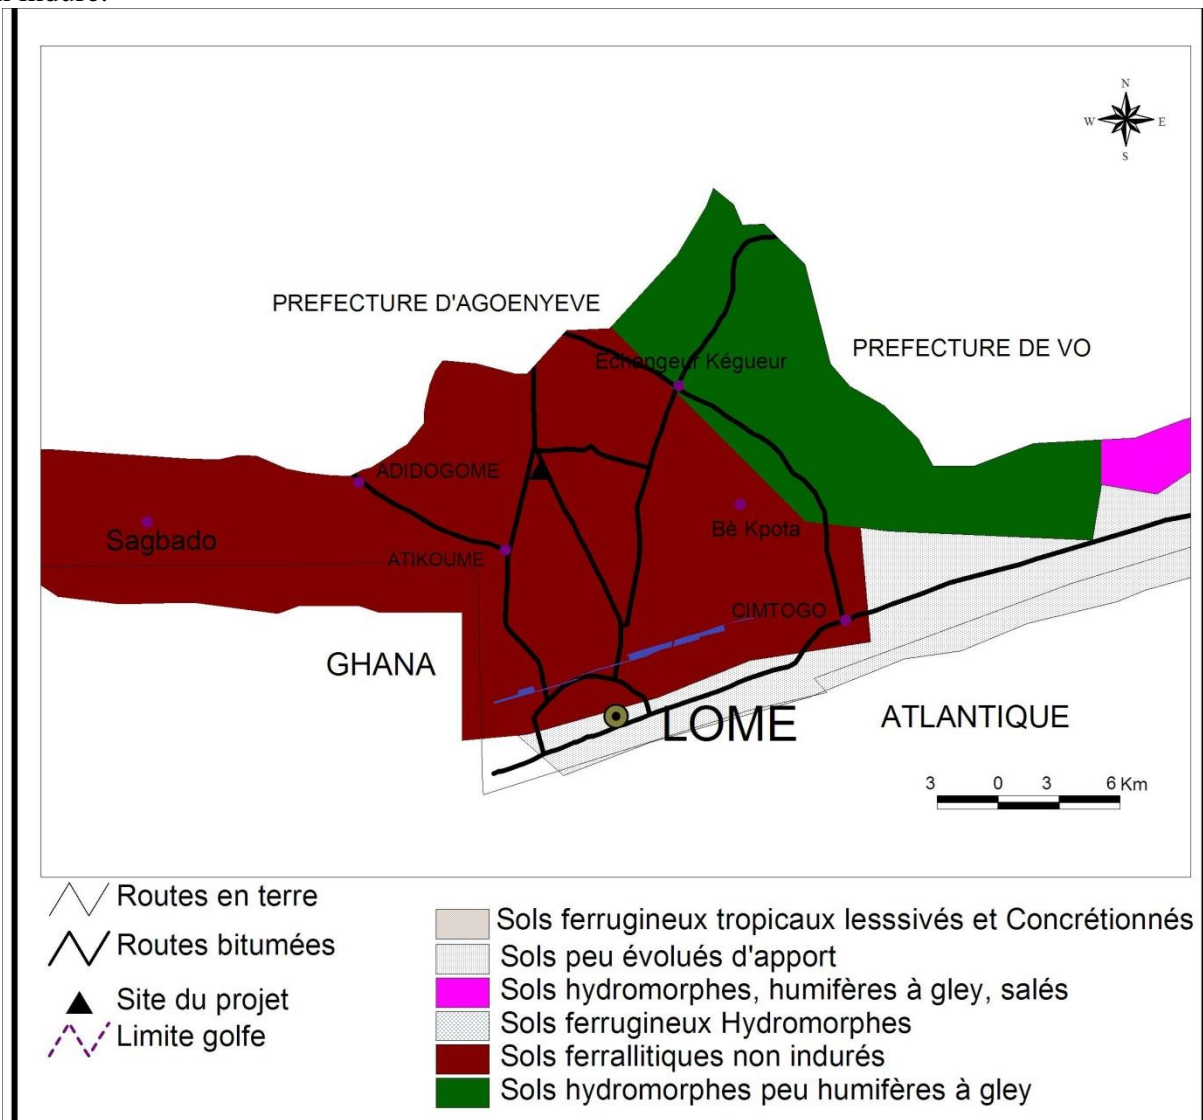 N
W E
S
PREFECTURE D'AGOENYEVE
PREFECTURE DE VO
Echangeur Kégueur
ADIDOGOME
Sagbado
Bè Kpota
ATIKOUME
CIMTOGO
GHANA
LOME
ATLANTIQUE
3 0 3 6 Km
Routes en terre
Routes bitumées
Site du projet
Limite golfe
Sols ferrugineux tropicaux lesssivés et Concrétionnés
Sols peu évolués d'apport
Sols hydromorphes, humifères à gley, salés
Sols ferrugineux Hydromorphes
Sols ferrallitiques non indurés
Sols hydromorphes peu humifères à gley